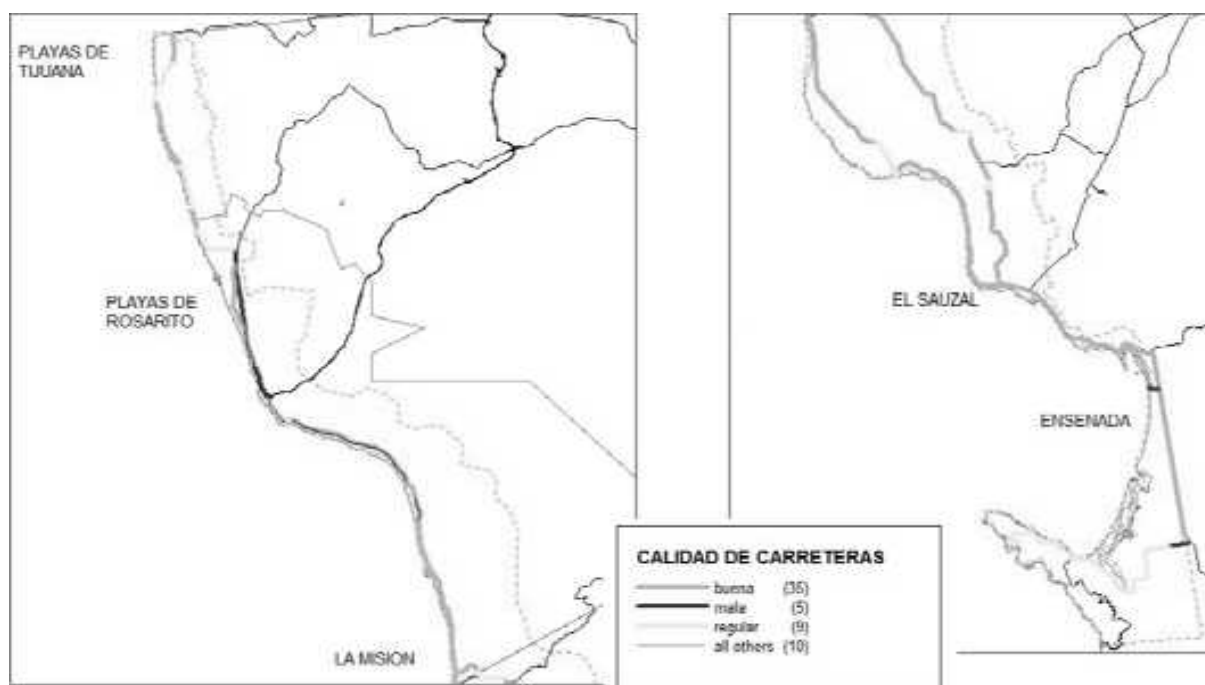 PLAYAS DE
TIJUANA
PLAYAS DE
ROSARITO
LA MISION
EL SAUZAL
ENSENADA
CALIDAD DE CARRETERAS
buena (35)
mala (5)
regular (9)
all others (10)